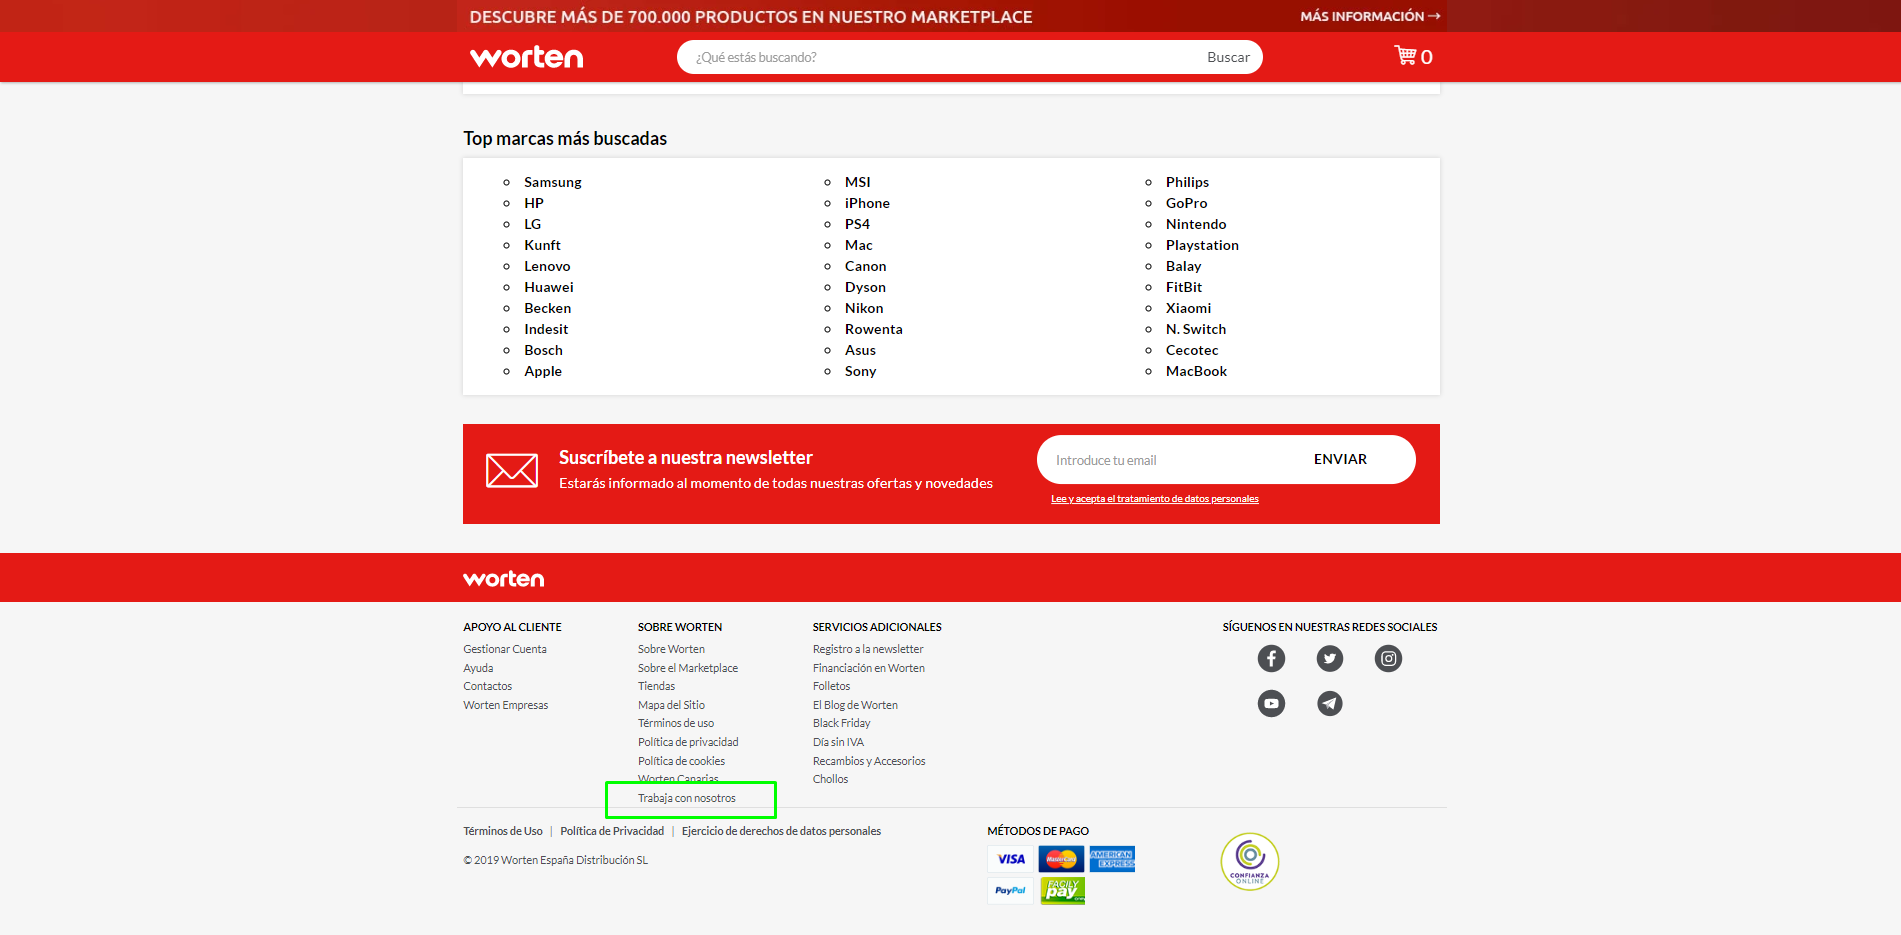 DESCUBRE MÁS DE 700.000 PRODUCTOS EN NUESTRO MARKETPLACE
MÁS INFORMACIÓN →
worten
¿Qué estás buscando?
Buscar
0
Top marcas más buscadas
Samsung
HP
LG
Kunft
Lenovo
Huawei
Becken
Indesit
Bosch
Apple
MSI
iPhone
PS4
Mac
Canon
Dyson
Nikon
Rowenta
Asus
Sony
Philips
GoPro
Nintendo
Playstation
Balay
FitBit
Xiaomi
N. Switch
Cecotec
MacBook
Suscríbete a nuestra newsletter
Estarás informado al momento de todas nuestras ofertas y novedades
Introduce tu email
ENVIAR
Lee y acepta el tratamiento de datos personales
worten
APOYO AL CLIENTE
Gestionar Cuenta
Ayuda
Contactos
Worten Empresas
SOBRE WORTEN
Sobre Worten
Sobre el Marketplace
Tiendas
Mapa del Sitio
Términos de uso
Política de privacidad
Política de cookies
Worten Canarias
Trabaja con nosotros
SERVICIOS ADICIONALES
Registro a la newsletter
Financiación en Worten
Folletos
El Blog de Worten
Black Friday
Día sin IVA
Recambios y Accesorios
Chollos
SÍGUENOS EN NUESTRAS REDES SOCIALES
Términos de Uso | Política de Privacidad | Ejercicio de derechos de datos personales
© 2019 Worten España Distribución SL
MÉTODOS DE PAGO
VISA
MasterCard
AMERICAN EXPRESS
PayPal
FACILY pay
CONFIANZA
ONLINE